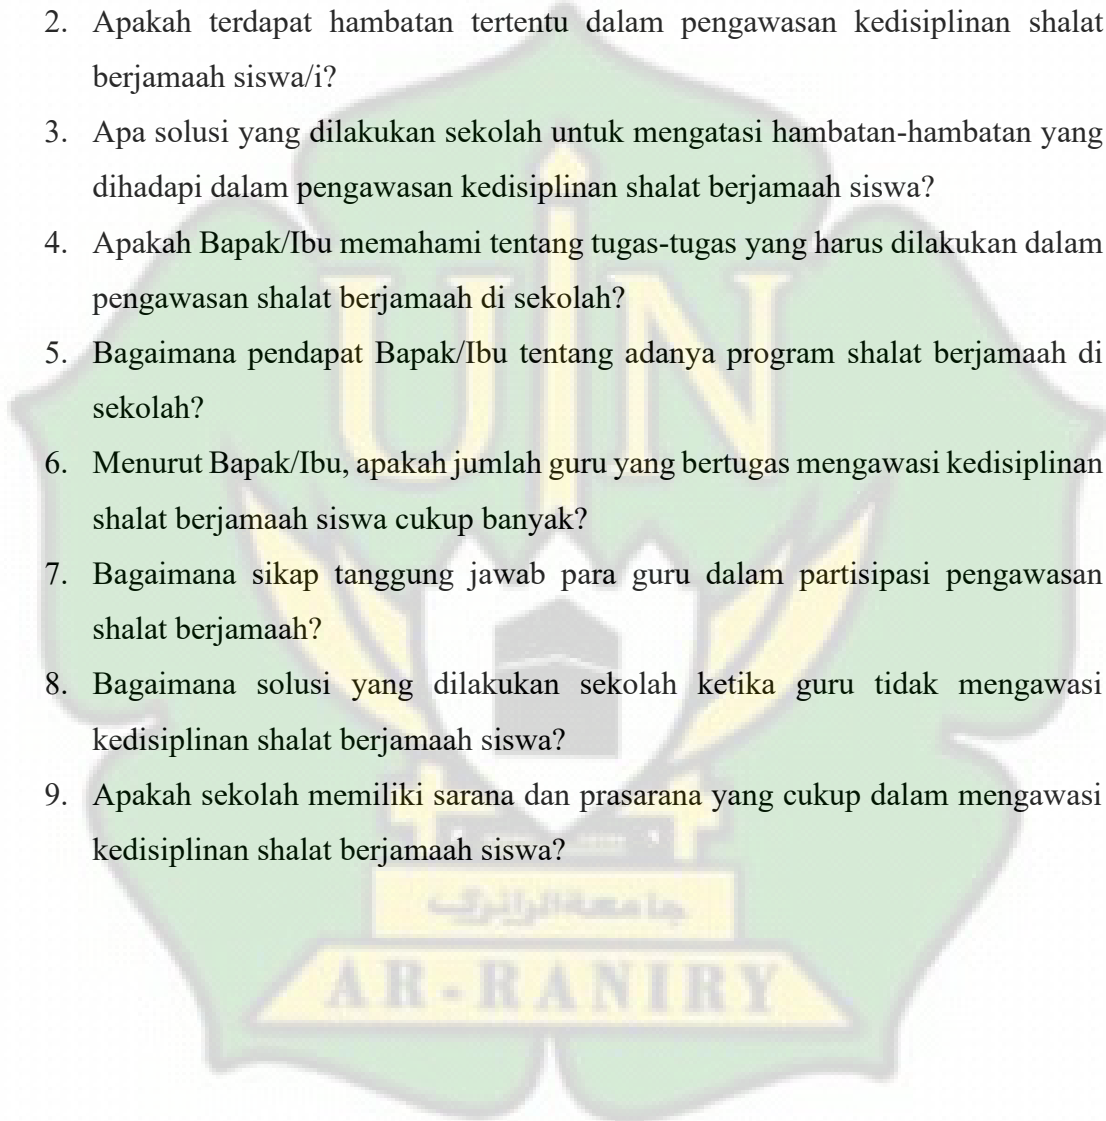 2. Apakah terdapat hambatan tertentu dalam pengawasan kedisiplinan shalat
berjamaah siswa/i?
3. Apa solusi yang dilakukan sekolah untuk mengatasi hambatan-hambatan yang
dihadapi dalam pengawasan kedisiplinan shalat berjamaah siswa?
4. Apakah Bapak/Ibu memahami tentang tugas-tugas yang harus dilakukan dalam
pengawasan shalat berjamaah di sekolah?
5. Bagaimana pendapat Bapak/Ibu tentang adanya program shalat berjamaah di
sekolah?
6. Menurut Bapak/Ibu, apakah jumlah guru yang bertugas mengawasi kedisiplinan
shalat berjamaah siswa cukup banyak?
7. Bagaimana sikap tanggung jawab para guru dalam partisipasi pengawasan
shalat berjamaah?
8. Bagaimana solusi yang dilakukan sekolah ketika guru tidak mengawasi
kedisiplinan shalat berjamaah siswa?
9. Apakah sekolah memiliki sarana dan prasarana yang cukup dalam mengawasi
kedisiplinan shalat berjamaah siswa?
UIN
جامعة الرانري
AR-RANIRY